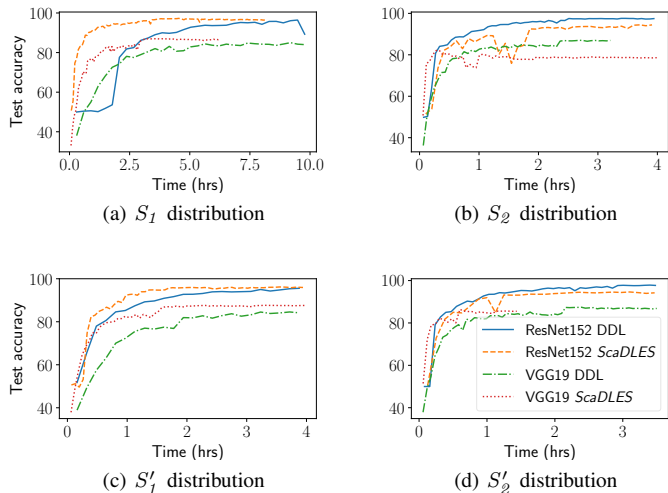 100
80
60
40
Test accuracy
0.0 2.5 5.0 7.5 10.0
Time (hrs)
(a) S1 distribution
100
80
60
40
0 1 2 3 4
Time (hrs)
(b) S2 distribution
100
80
60
40
Test accuracy
0 1 2 3 4
Time (hrs)
(c) S′1 distribution
100
80
60
40
0 1 2 3
Time (hrs)
ResNet152 DDL
ResNet152 ScaDLES
VGG19 DDL
VGG19 ScaDLES
(d) S′2 distribution